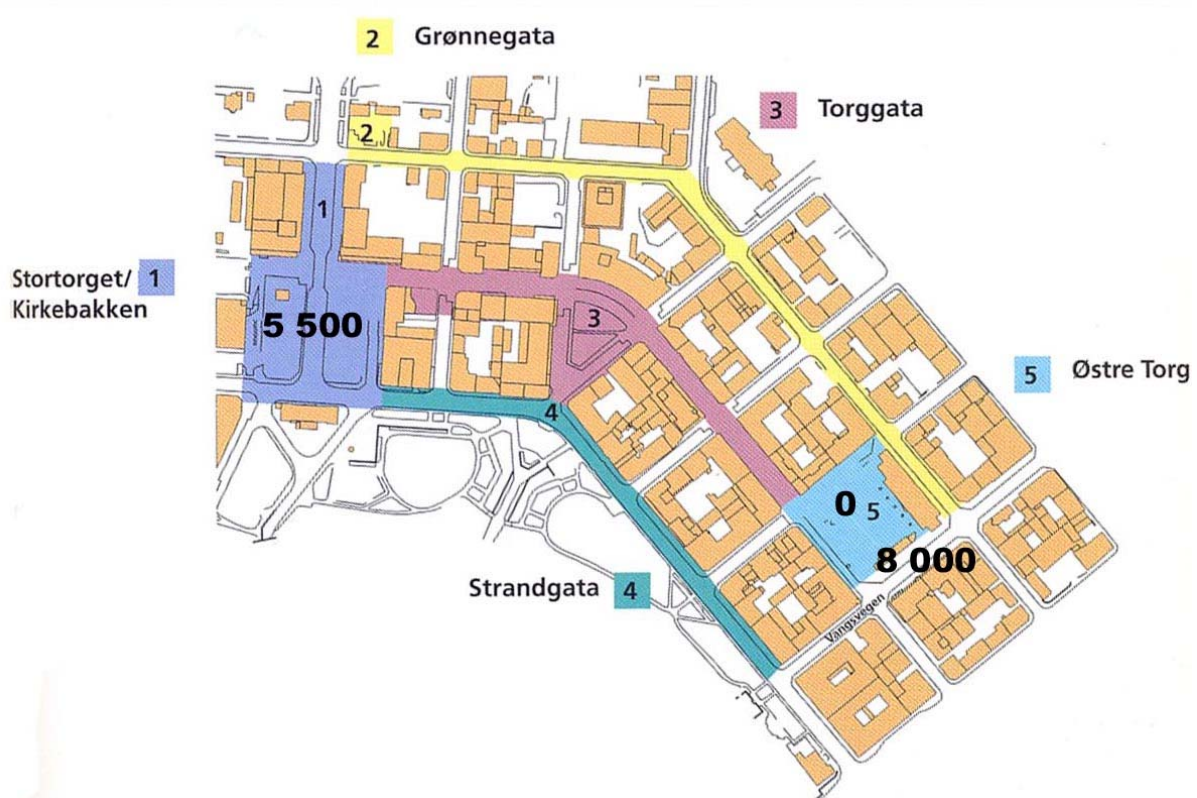 2 Grønnegata
3 Torggata
2
1
Stortorget/ 1
Kirkebakken
5 500
3
5 Østre Torg
4
0 5
8 000
Strandgata 4
Vangsvegen